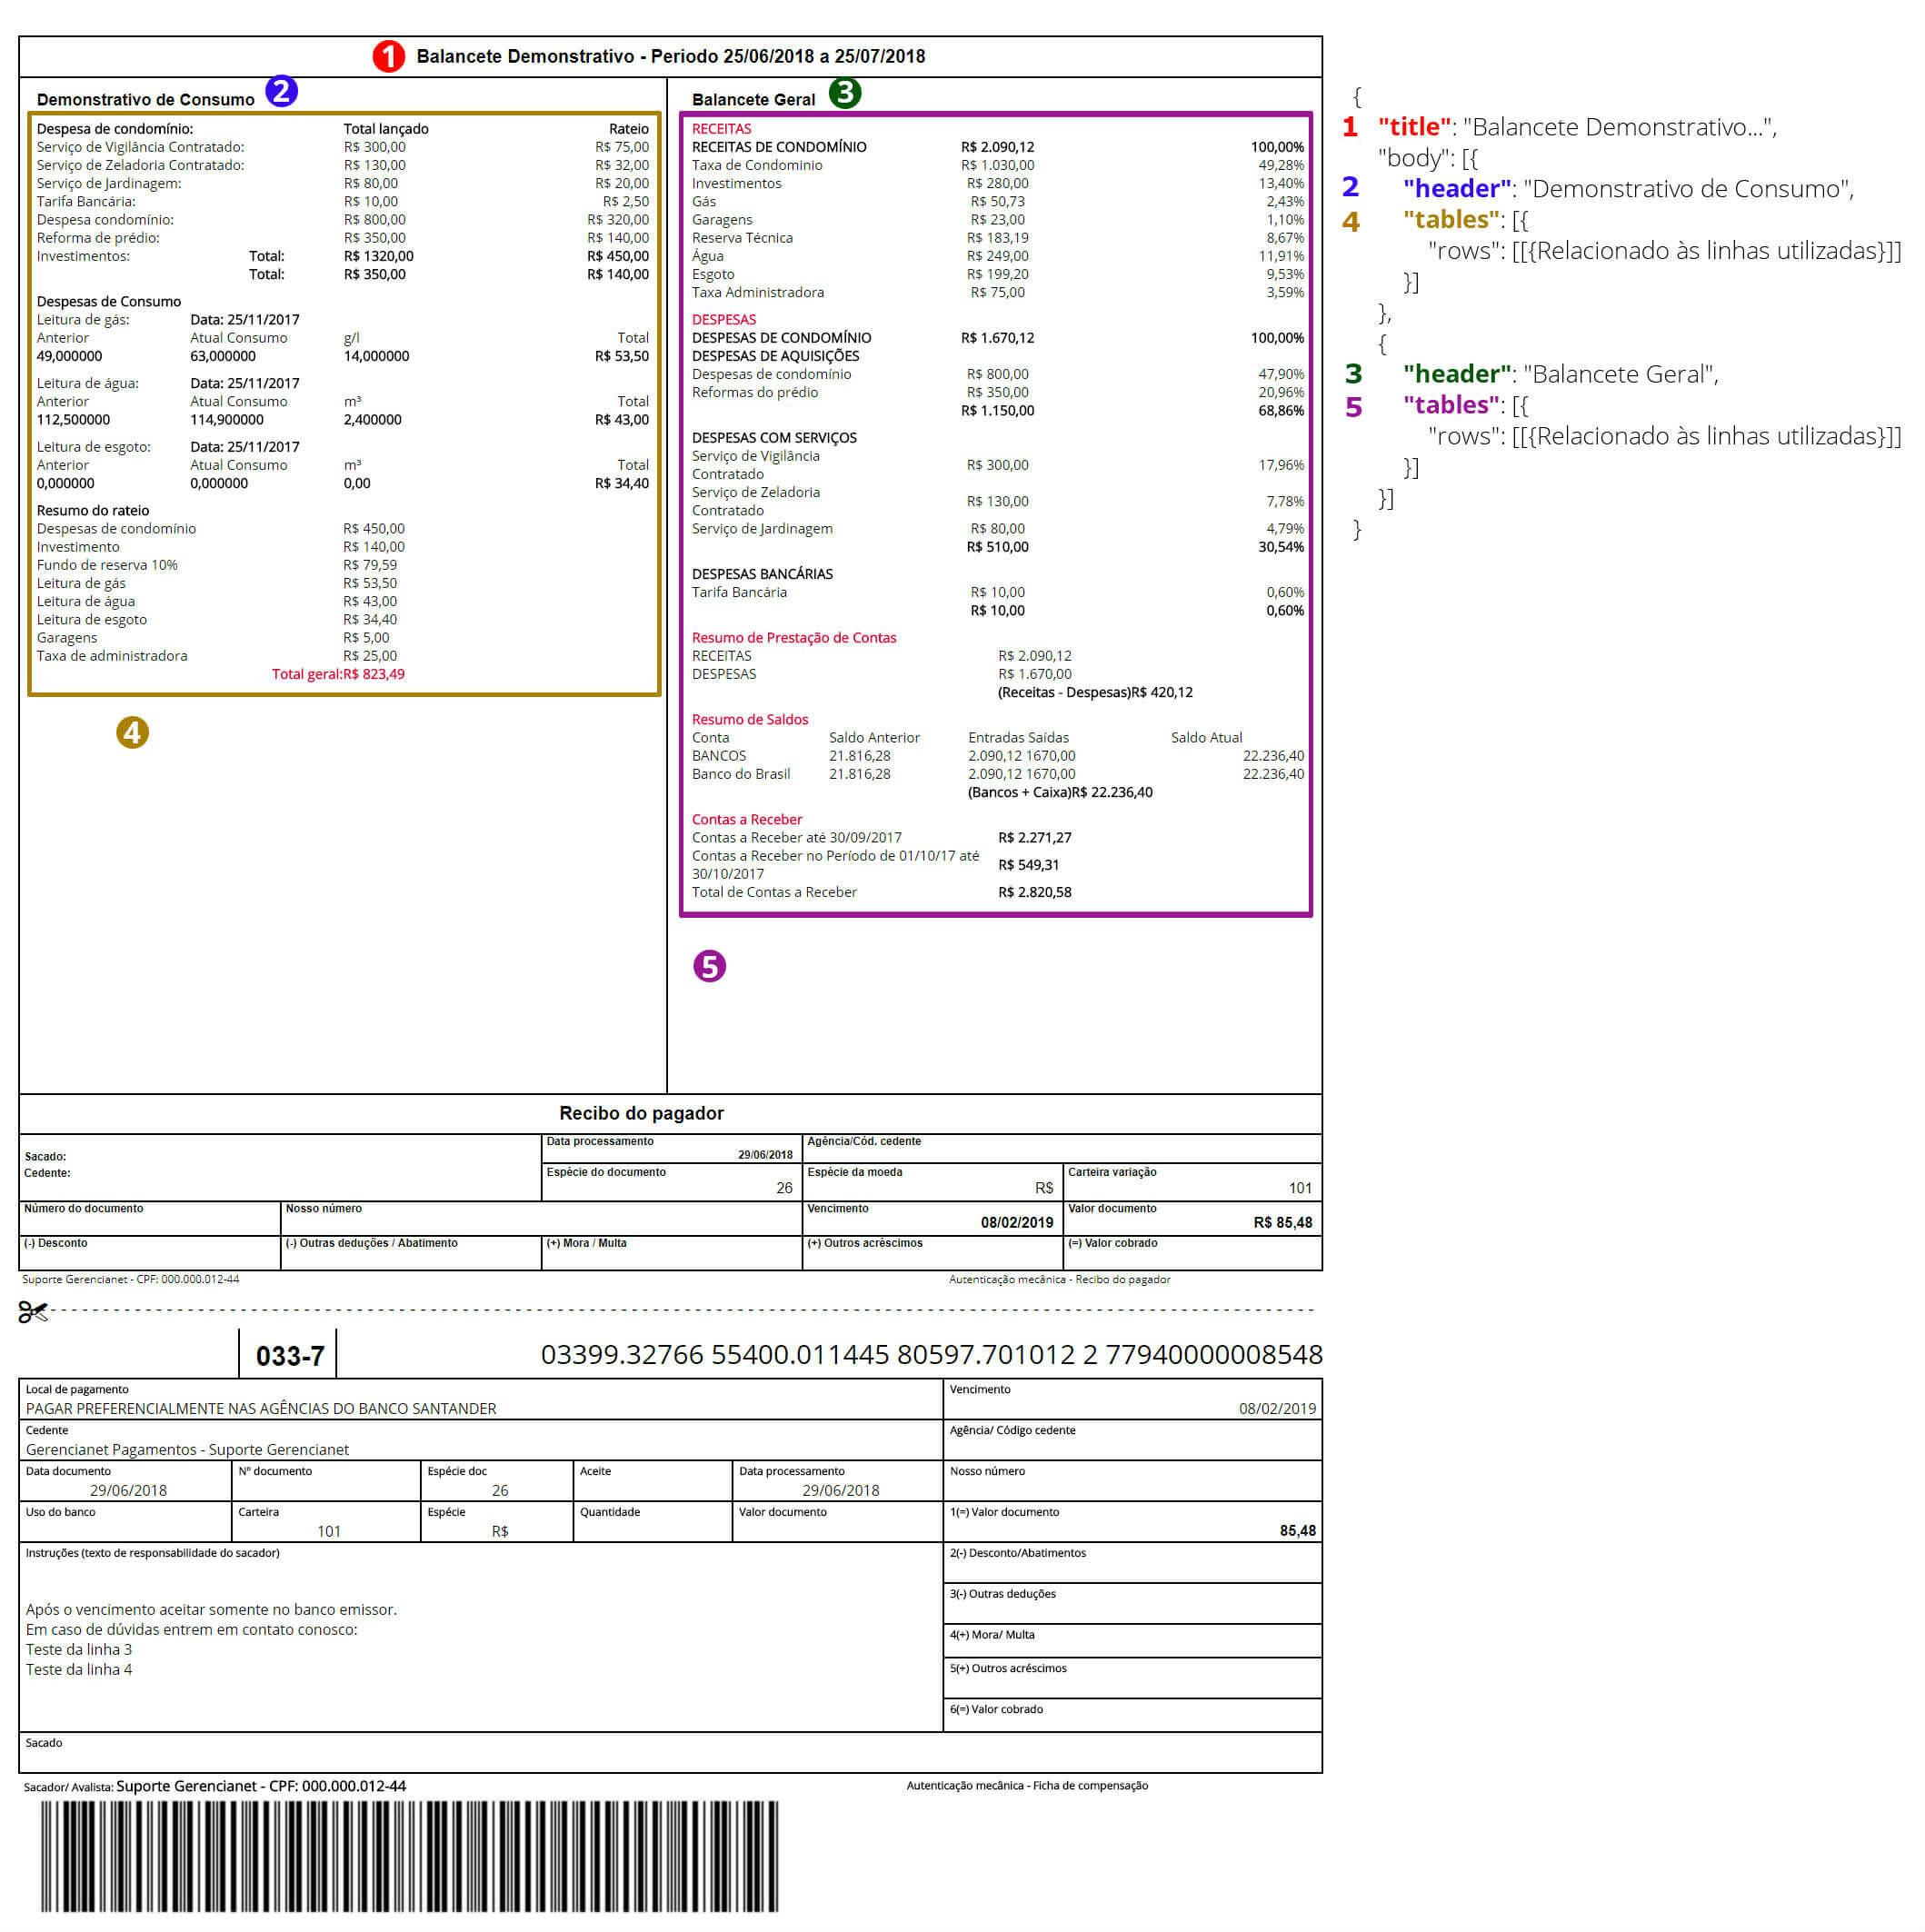 1 Balancete Demonstrativo - Periodo 25/06/2018 a 25/07/2018
Demonstrativo de Consumo 2
Despesa de condomínio: Total lançado Rateio
Serviço de Vigilância Contratado: R$ 300,00 R$ 75,00
Serviço de Zeladoria Contratado: R$ 130,00 R$ 32,00
Serviço de Jardinagem: R$ 80,00 R$ 20,00
Tarifa Bancária: R$ 10,00 R$ 2,50
Despesa condomínio: R$ 800,00 R$ 320,00
Reforma de prédio: R$ 350,00 R$ 140,00
Investimentos: Total: R$ 1320,00 R$ 450,00
Total: R$ 350,00 R$ 140,00
Despesas de Consumo
Leitura de gás: Data: 25/11/2017
Anterior Atual Consumo g/l Total
49,000000 63,000000 14,000000 R$ 53,50
Leitura de água: Data: 25/11/2017
Anterior Atual Consumo m³ Total
112,500000 114,900000 2,400000 R$ 43,00
Leitura de esgoto: Data: 25/11/2017
Anterior Atual Consumo m³ Total
0,000000 0,000000 0,00 R$ 34,40
Resumo do rateio
Despesas de condomínio R$ 450,00
Investimento R$ 140,00
Fundo de reserva 10% R$ 79,59
Leitura de gás R$ 53,50
Leitura de água R$ 43,00
Leitura de esgoto R$ 34,40
Garagens R$ 5,00
Taxa de administradora R$ 25,00
Total geral:R$ 823,49
4
Balancete Geral 3
RECEITAS
RECEITAS DE CONDOMÍNIO R$ 2.090,12 100,00%
Taxa de Condominio R$ 1.030,00 49,28%
Investimentos R$ 280,00 13,40%
Gás R$ 50,73 2,43%
Garagens R$ 23,00 1,10%
Reserva Técnica R$ 183,19 8,67%
Água R$ 249,00 11,91%
Esgoto R$ 199,20 9,53%
Taxa Administradora R$ 75,00 3,59%
DESPESAS
DESPESAS DE CONDOMÍNIO R$ 1.670,12 100,00%
DESPESAS DE AQUISIÇÕES
Despesas de condomínio R$ 800,00 47,90%
Reformas do prédio R$ 350,00 20,96%
R$ 1.150,00 68,86%
DESPESAS COM SERVIÇOS
Serviço de Vigilância
Contratado R$ 300,00 17,96%
Serviço de Zeladoria
Contratado R$ 130,00 7,78%
Serviço de Jardinagem R$ 80,00 4,79%
R$ 510,00 30,54%
DESPESAS BANCÁRIAS
Tarifa Bancária R$ 10,00 0,60%
R$ 10,00 0,60%
Resumo de Prestação de Contas
RECEITAS R$ 2.090,12
DESPESAS R$ 1.670,00
(Receitas - Despesas)R$ 420,12
Resumo de Saldos
Conta Saldo Anterior Entradas Saídas Saldo Atual
BANCOS 21.816,28 2.090,12 1670,00 22.236,40
Banco do Brasil 21.816,28 2.090,12 1670,00 22.236,40
(Bancos + Caixa)R$ 22.236,40
Contas a Receber
Contas a Receber até 30/09/2017 R$ 2.271,27
Contas a Receber no Período de 01/10/17 até
30/10/2017 R$ 549,31
Total de Contas a Receber R$ 2.820,58
5
{
1 "title": "Balancete Demonstrativo...",
"body": [{
2 "header": "Demonstrativo de Consumo",
4 "tables": [{
"rows": [[{Relacionado às linhas utilizadas}]]
}]
},
{
3 "header": "Balancete Geral",
5 "tables": [{
"rows": [[{Relacionado às linhas utilizadas}]]
}]
}]
}
Recibo do pagador
Sacado:
Cedente:
Data processamento Agência/Cód. cedente
29/06/2018
Espécie do documento Espécie da moeda Carteira variação
26 R$ 101
Número do documento Nosso número Vencimento Valor documento
08/02/2019 R$ 85,48
(-) Desconto (-) Outras deduções / Abatimento (+) Mora / Multa (+) Outros acréscimos (=) Valor cobrado
Suporte Gerencianet - CPF: 000.000.012-44 Autenticação mecânica - Recibo do pagador
033-7 03399.32766 55400.011445 80597.701012 2 77940000008548
Local de pagamento Vencimento
PAGAR PREFERENCIALMENTE NAS AGÊNCIAS DO BANCO SANTANDER 08/02/2019
Cedente Agência/ Código cedente
Gerencianet Pagamentos - Suporte Gerencianet
Data documento Nº documento Espécie doc Aceite Data processamento Nosso número
29/06/2018 26 29/06/2018
Uso do banco Carteira Espécie Quantidade Valor documento 1(=) Valor documento
101 R$ 85,48
Instruções (texto de responsabilidade do sacador) 2(-) Desconto/Abatimentos
3(-) Outras deduções
Após o vencimento aceitar somente no banco emissor.
Em caso de dúvidas entrem em contato conosco: 4(+) Mora/ Multa
Teste da linha 3
Teste da linha 4 5(+) Outros acréscimos
6(=) Valor cobrado
Sacado
Sacador/ Avalista: Suporte Gerencianet - CPF: 000.000.012-44 Autenticação mecânica - Ficha de compensação